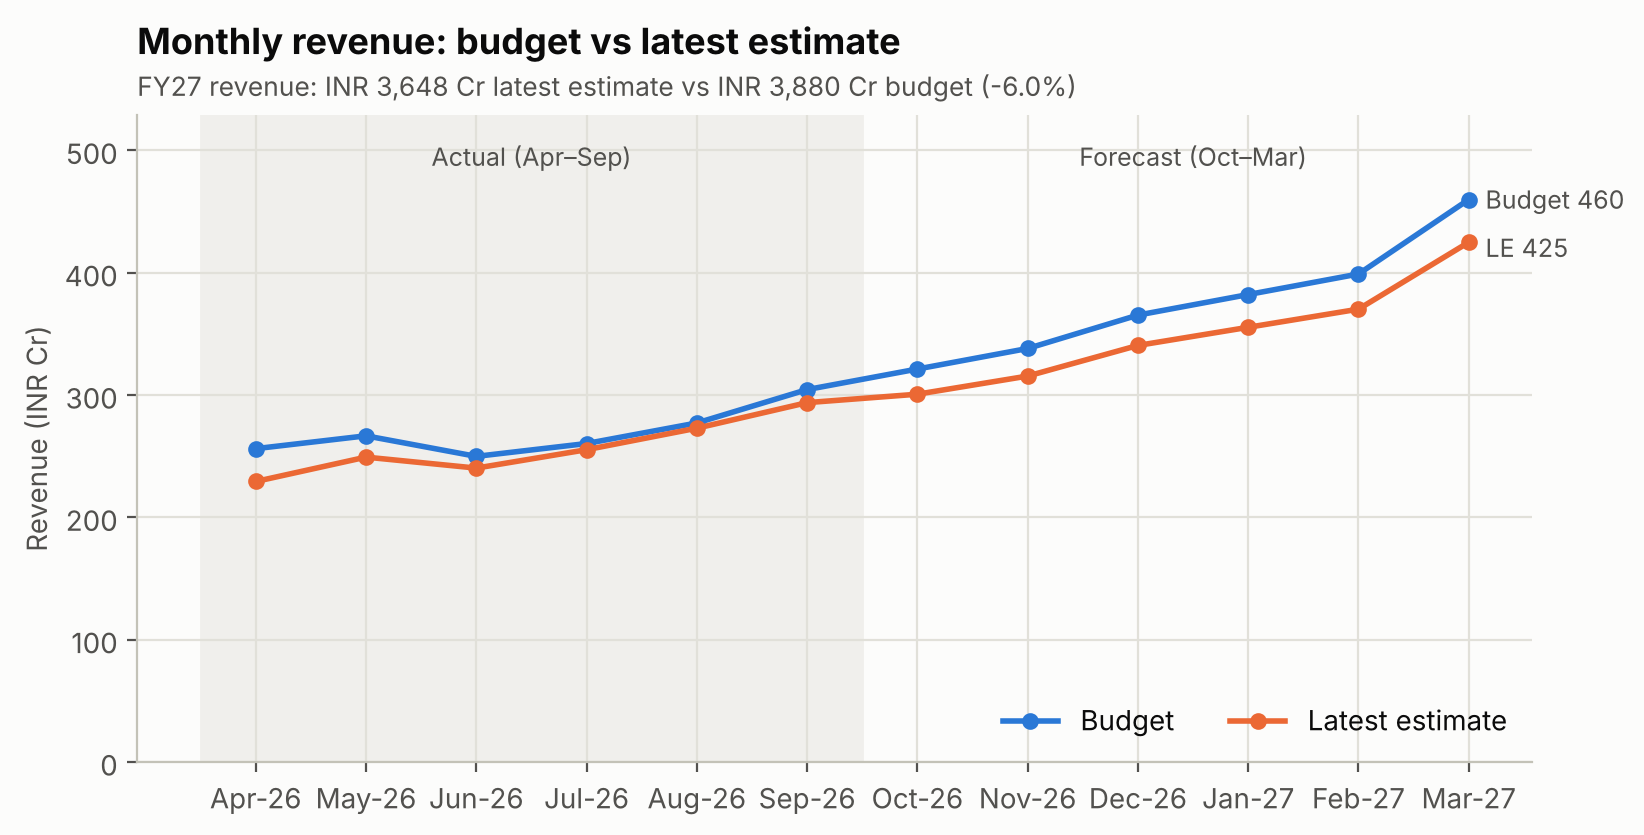 Monthly revenue: budget vs latest estimate
FY27 revenue: INR 3,648 Cr latest estimate vs INR 3,880 Cr budget (-6.0%)
Actual (Apr–Sep)
Forecast (Oct–Mar)
Revenue (INR Cr)
500
400
300
200
100
0
Budget 460
LE 425
Budget
Latest estimate
Apr-26 May-26 Jun-26 Jul-26 Aug-26 Sep-26 Oct-26 Nov-26 Dec-26 Jan-27 Feb-27 Mar-27